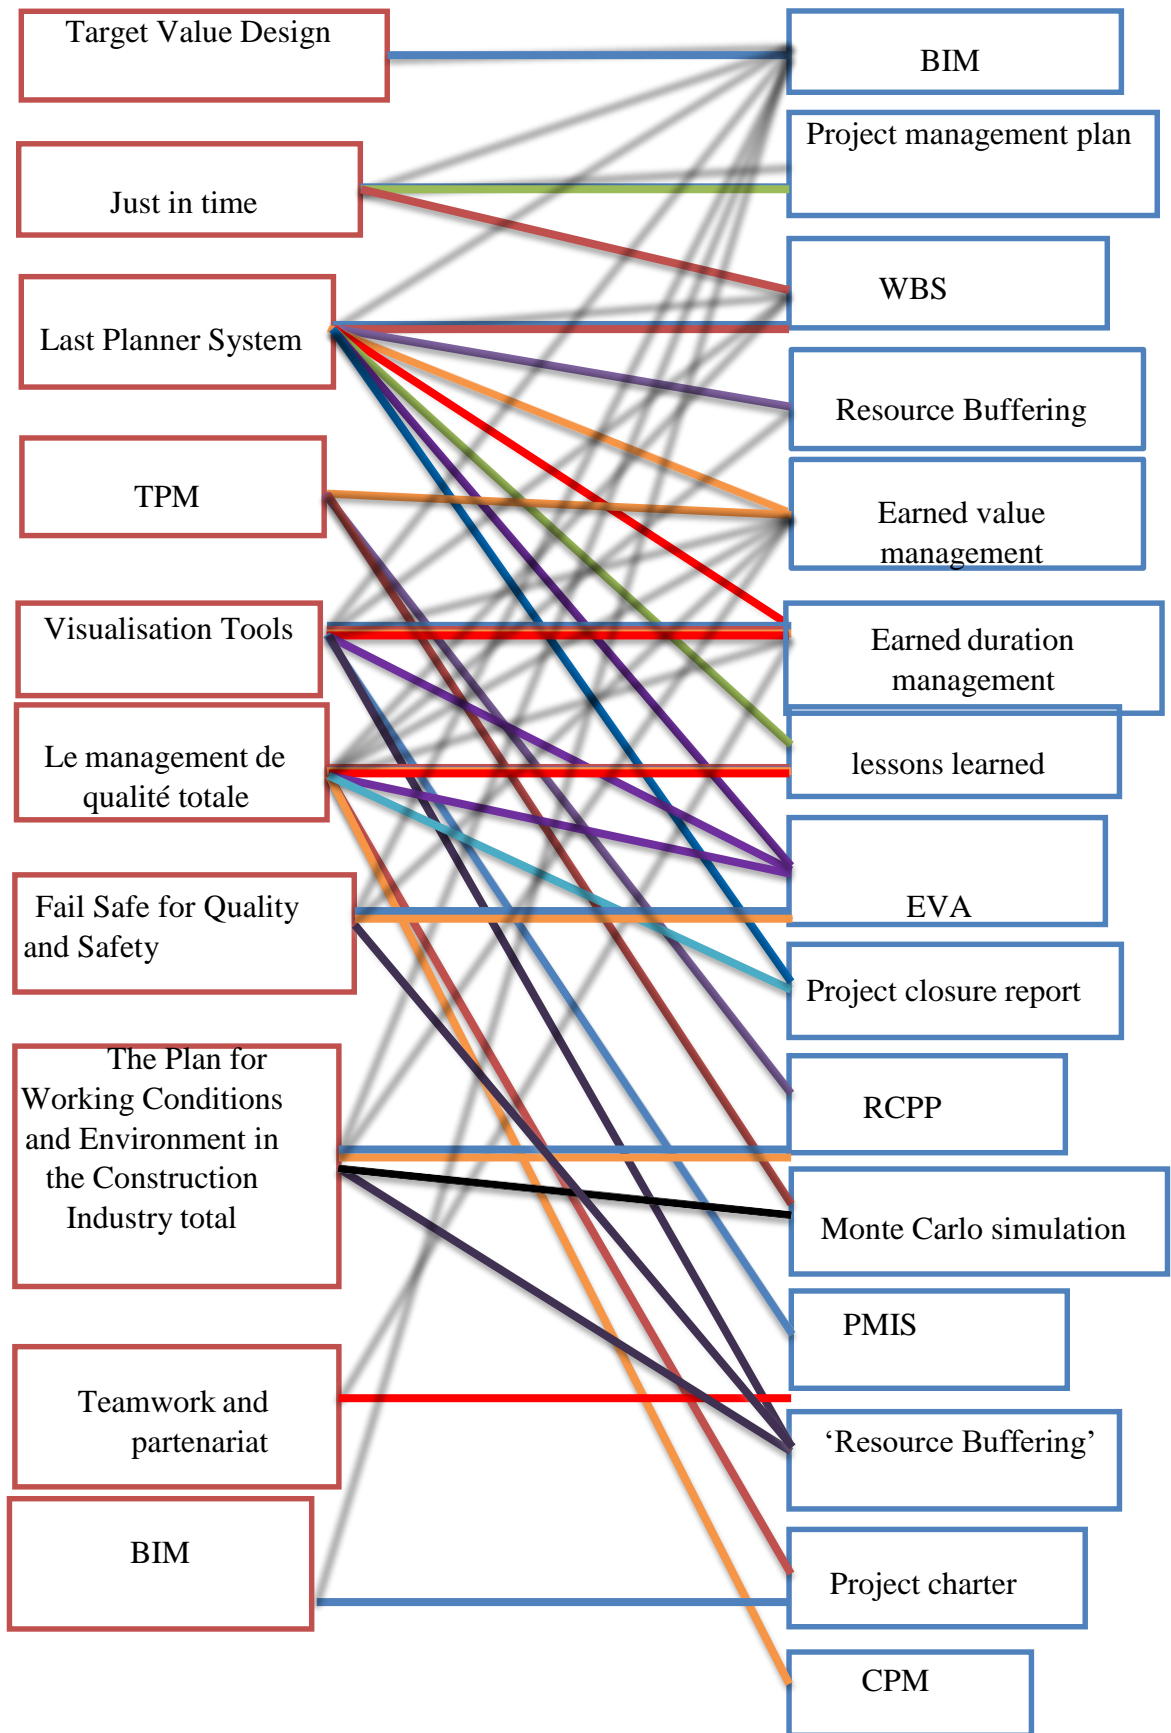 Target Value Design
Just in time
Last Planner System
TPM
Visualisation Tools
Le management de
qualité totale
Fail Safe for Quality
and Safety
The Plan for
Working Conditions
and Environment in
the Construction
Industry total
Teamwork and
partenariat
BIM
BIM
Project management plan
WBS
Resource Buffering
Earned value
management
Earned duration
management
lessons learned
EVA
Project closure report
RCPP
Monte Carlo simulation
PMIS
‘Resource Buffering’
Project charter
CPM